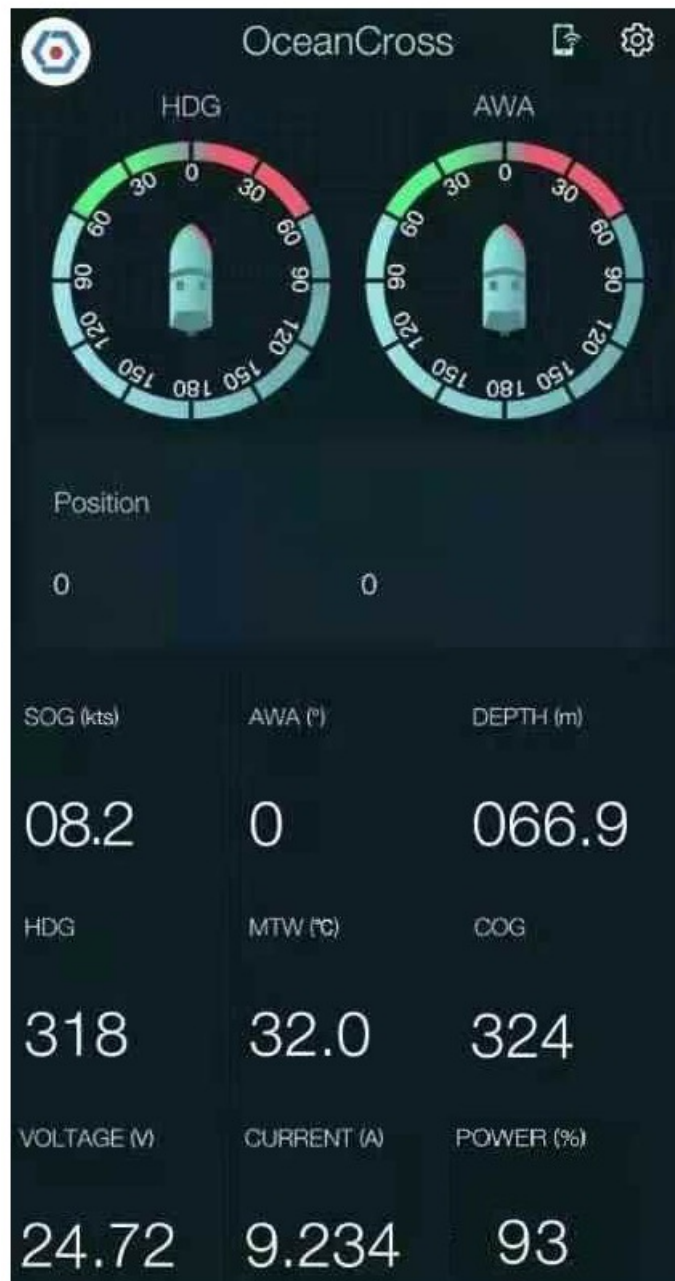 OceanCross
HDG AWA
0 30 60 90 120 150 180 150 120 90 60 30
0 30 60 90 120 150 180 150 120 90 60 30
Position
0 0
SOG (kts) AWA (°) DEPTH (m)
08.2 0 066.9
HDG MTW (℃) COG
318 32.0 324
VOLTAGE (V) CURRENT (A) POWER (%)
24.72 9.234 93